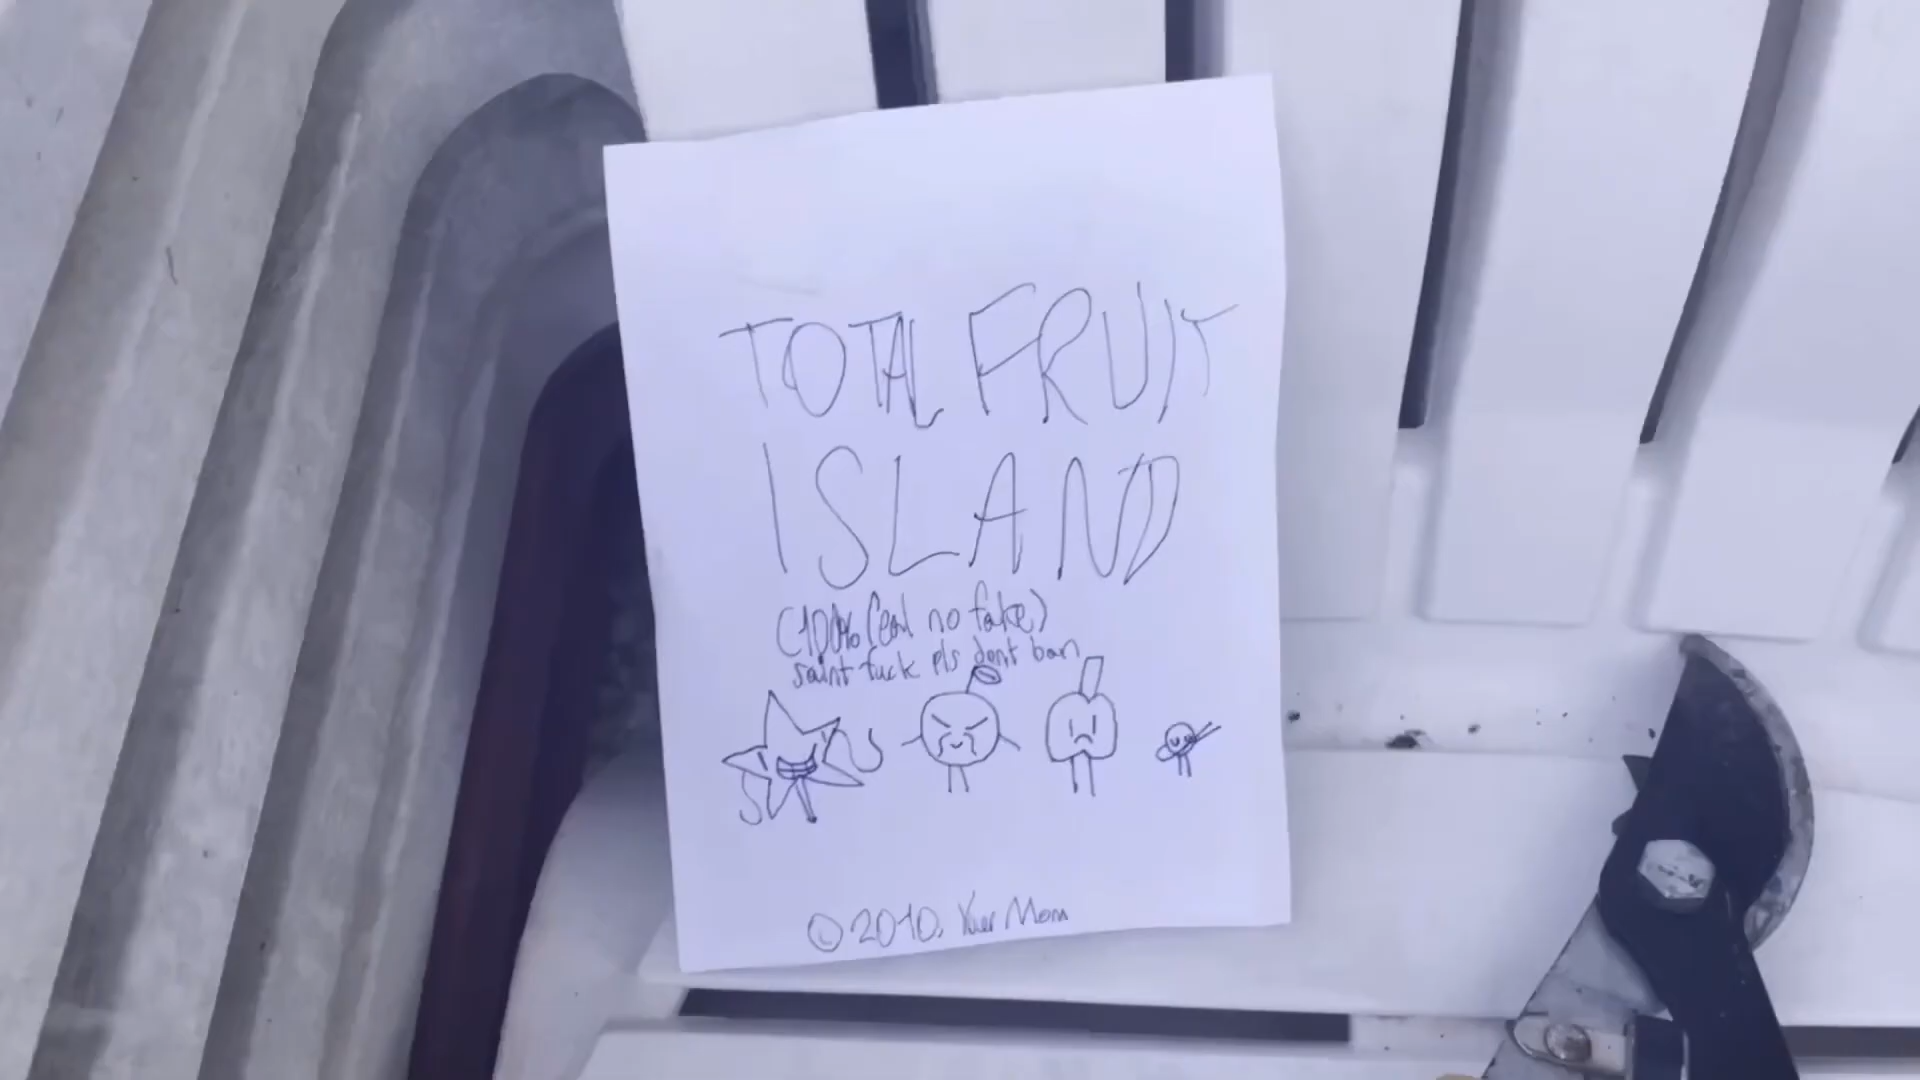 TOTAL FRUIT
ISLAND
(100% real no fake)
saint fuck pls dont ban
© 2010, Your Mom